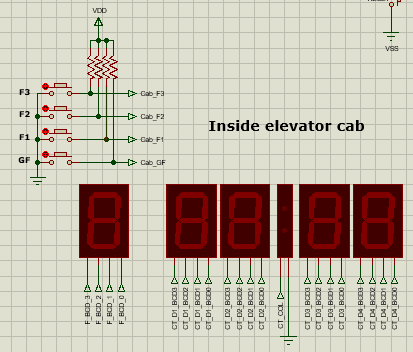 VDD
VSS
F3
Cab_F3
F2
Cab_F2
F1
Cab_F1
GF
Cab_GF
Inside elevator cab
F_BCD_3
F_BCD_2
F_BCD_1
F_BCD_0
CT_D1_BCD3
CT_D1_BCD2
CT_D1_BCD1
CT_D1_BCD0
CT_D2_BCD3
CT_D2_BCD2
CT_D2_BCD1
CT_D2_BCD0
CT_COL
CT_D3_BCD3
CT_D3_BCD2
CT_D3_BCD1
CT_D3_BCD0
CT_D4_BCD3
CT_D4_BCD2
CT_D4_BCD1
CT_D4_BCD0